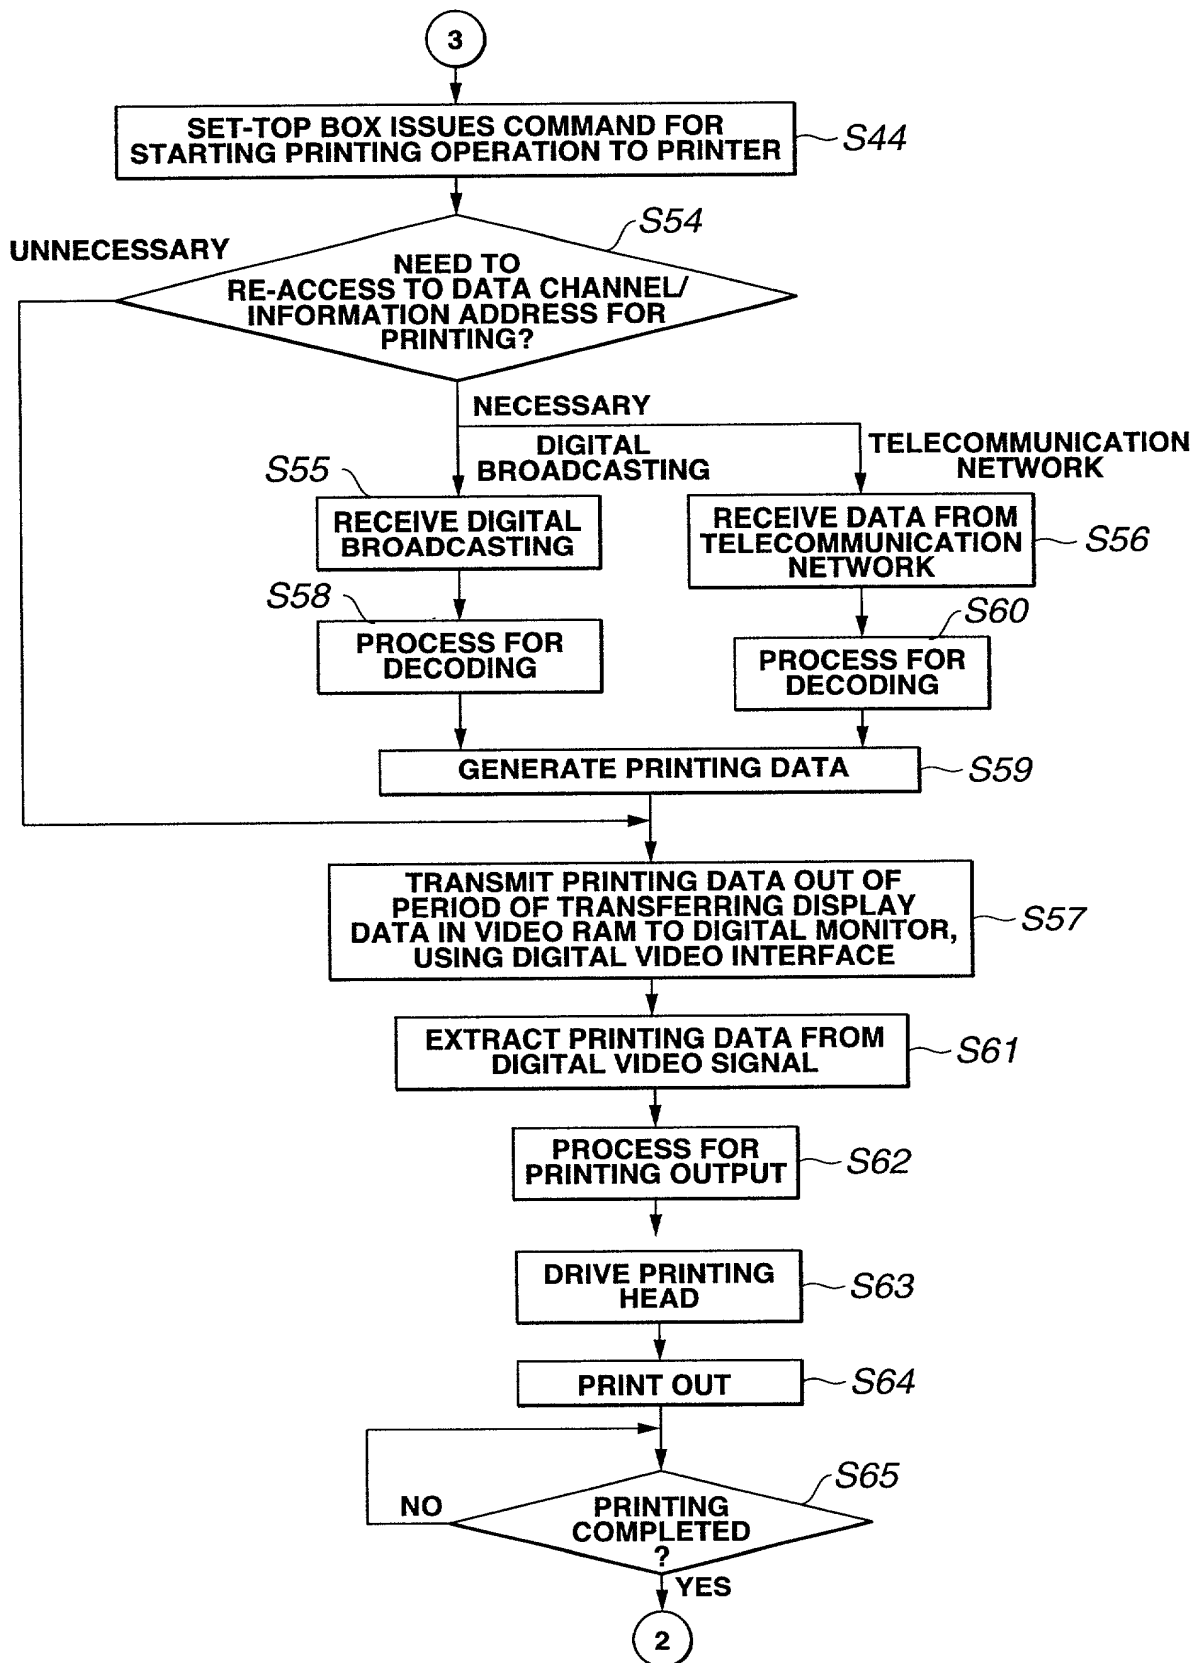 3
SET-TOP BOX ISSUES COMMAND FOR
STARTING PRINTING OPERATION TO PRINTER
S44
S54
UNNECESSARY
NEED TO
RE-ACCESS TO DATA CHANNEL/
INFORMATION ADDRESS FOR
PRINTING?
NECESSARY
DIGITAL
BROADCASTING
TELECOMMUNICATION
NETWORK
S55
RECEIVE DIGITAL
BROADCASTING
RECEIVE DATA FROM
TELECOMMUNICATION
NETWORK
S56
S58
PROCESS FOR
DECODING
S60
PROCESS FOR
DECODING
GENERATE PRINTING DATA
S59
TRANSMIT PRINTING DATA OUT OF
PERIOD OF TRANSFERRING DISPLAY
DATA IN VIDEO RAM TO DIGITAL MONITOR,
USING DIGITAL VIDEO INTERFACE
S57
EXTRACT PRINTING DATA FROM
DIGITAL VIDEO SIGNAL
S61
PROCESS FOR
PRINTING OUTPUT
S62
DRIVE PRINTING
HEAD
S63
PRINT OUT
S64
S65
NO
PRINTING
COMPLETED
?
YES
2